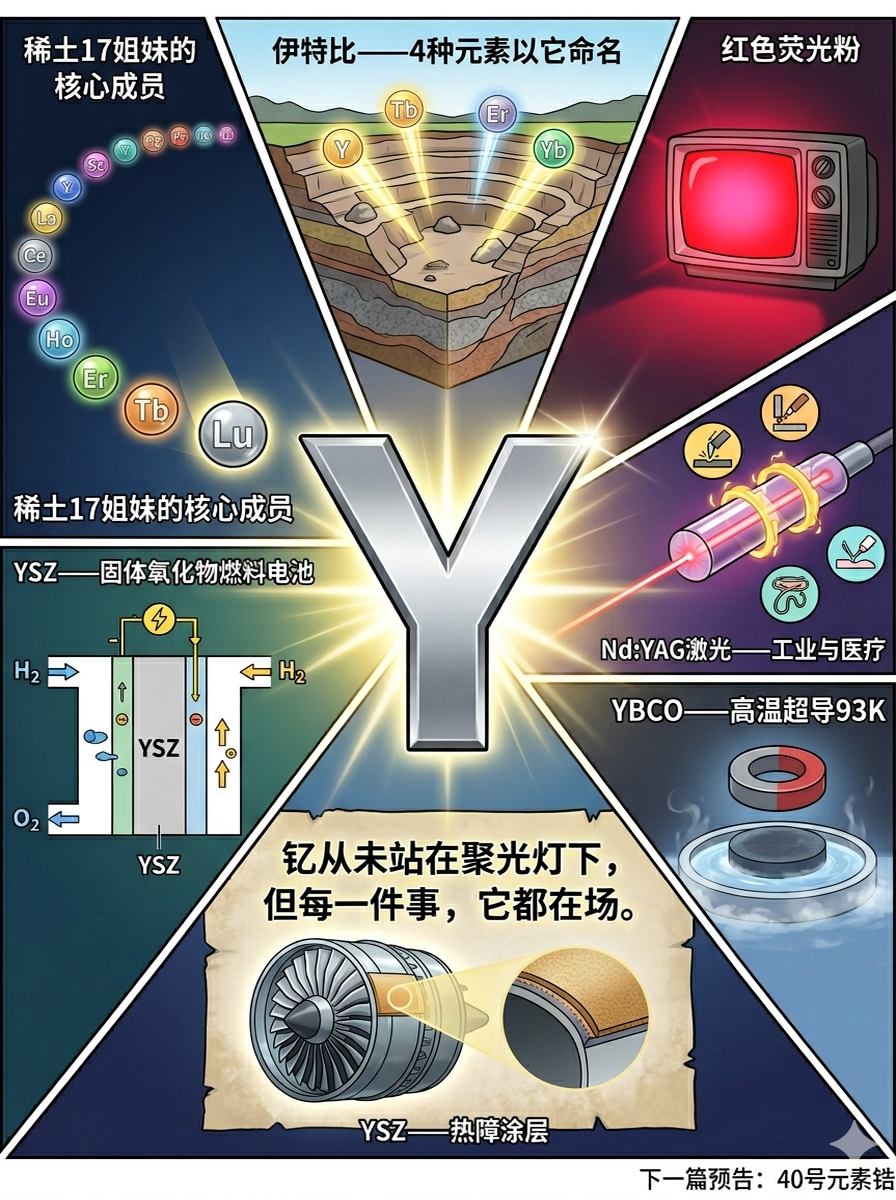 稀土17姐妹的
核心成员
Sc
Y
Y
La
Ce
Eu
Ho
Er
Tb
Lu
稀土17姐妹的核心成员
伊特比——4种元素以它命名
Y
Tb
Er
Yb
红色荧光粉
Nd:YAG激光——工业与医疗
Y
YSZ——固体氧化物燃料电池
H₂
H₂
YSZ
O₂
YSZ
YBCO——高温超导93K
钇从未站在聚光灯下，
但每一件事，它都在场。
YSZ——热障涂层
下一篇预告：40号元素锆